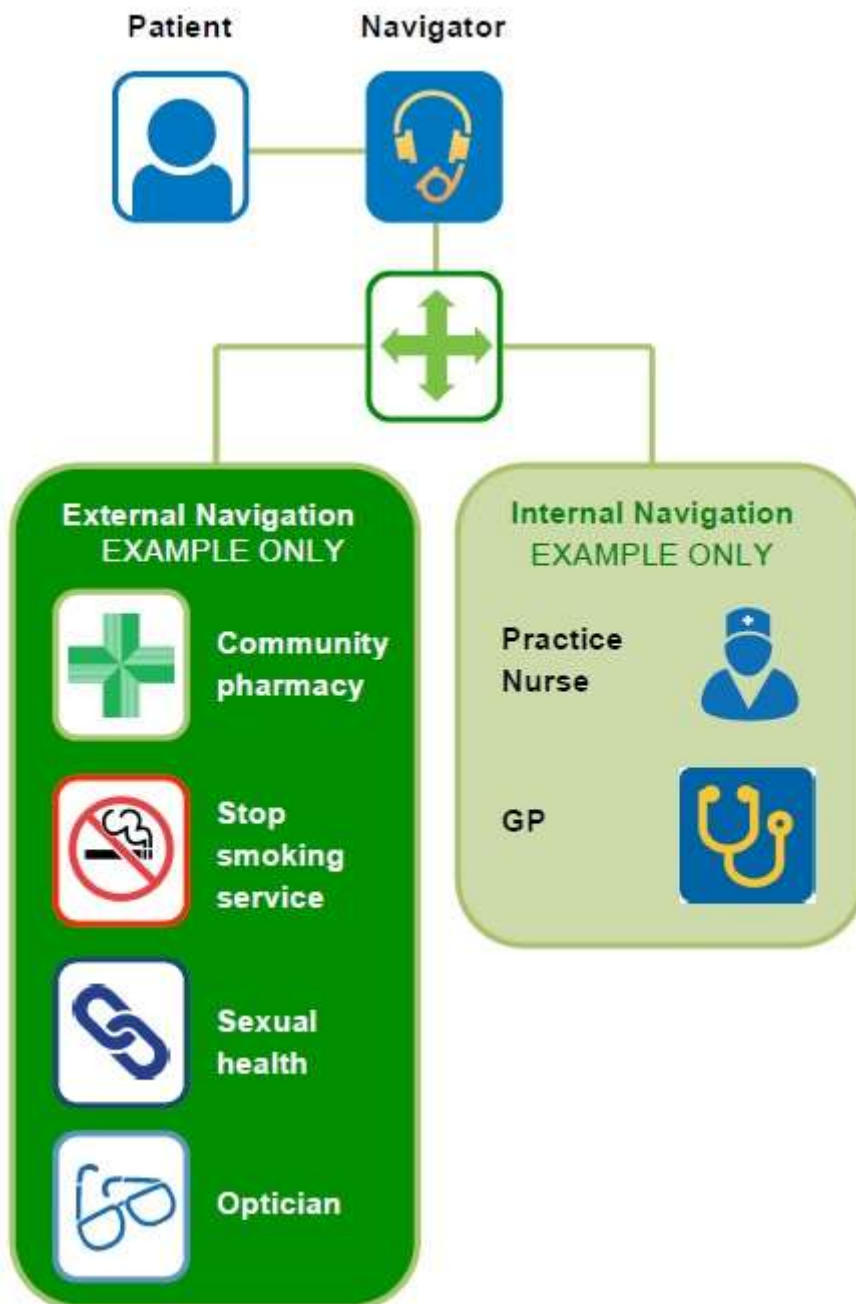 Patient
Navigator
External Navigation
EXAMPLE ONLY
Community
pharmacy
Stop
smoking
service
Sexual
health
Optician
Internal Navigation
EXAMPLE ONLY
Practice
Nurse
GP